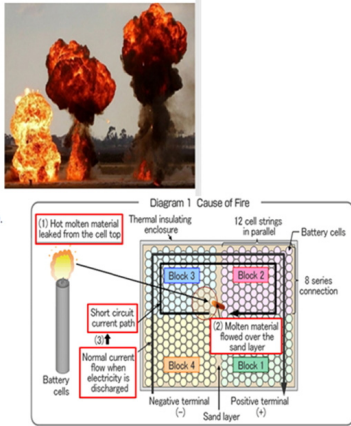 Diagram 1 Cause of Fire
(1) Hot molten material
leaked from the cell top
Thermal insulating
enclosure
12 cell strings
in parallel
Battery cells
Block 3
Block 2
8 series
connection
Short circuit
current path
(2) Molten material
flowed over the
sand layer
(3)
Normal current
flow when
electricity is
discharged
Block 4
Block 1
Battery
cells
Negative terminal
(-)
Positive terminal
(+)
Sand layer